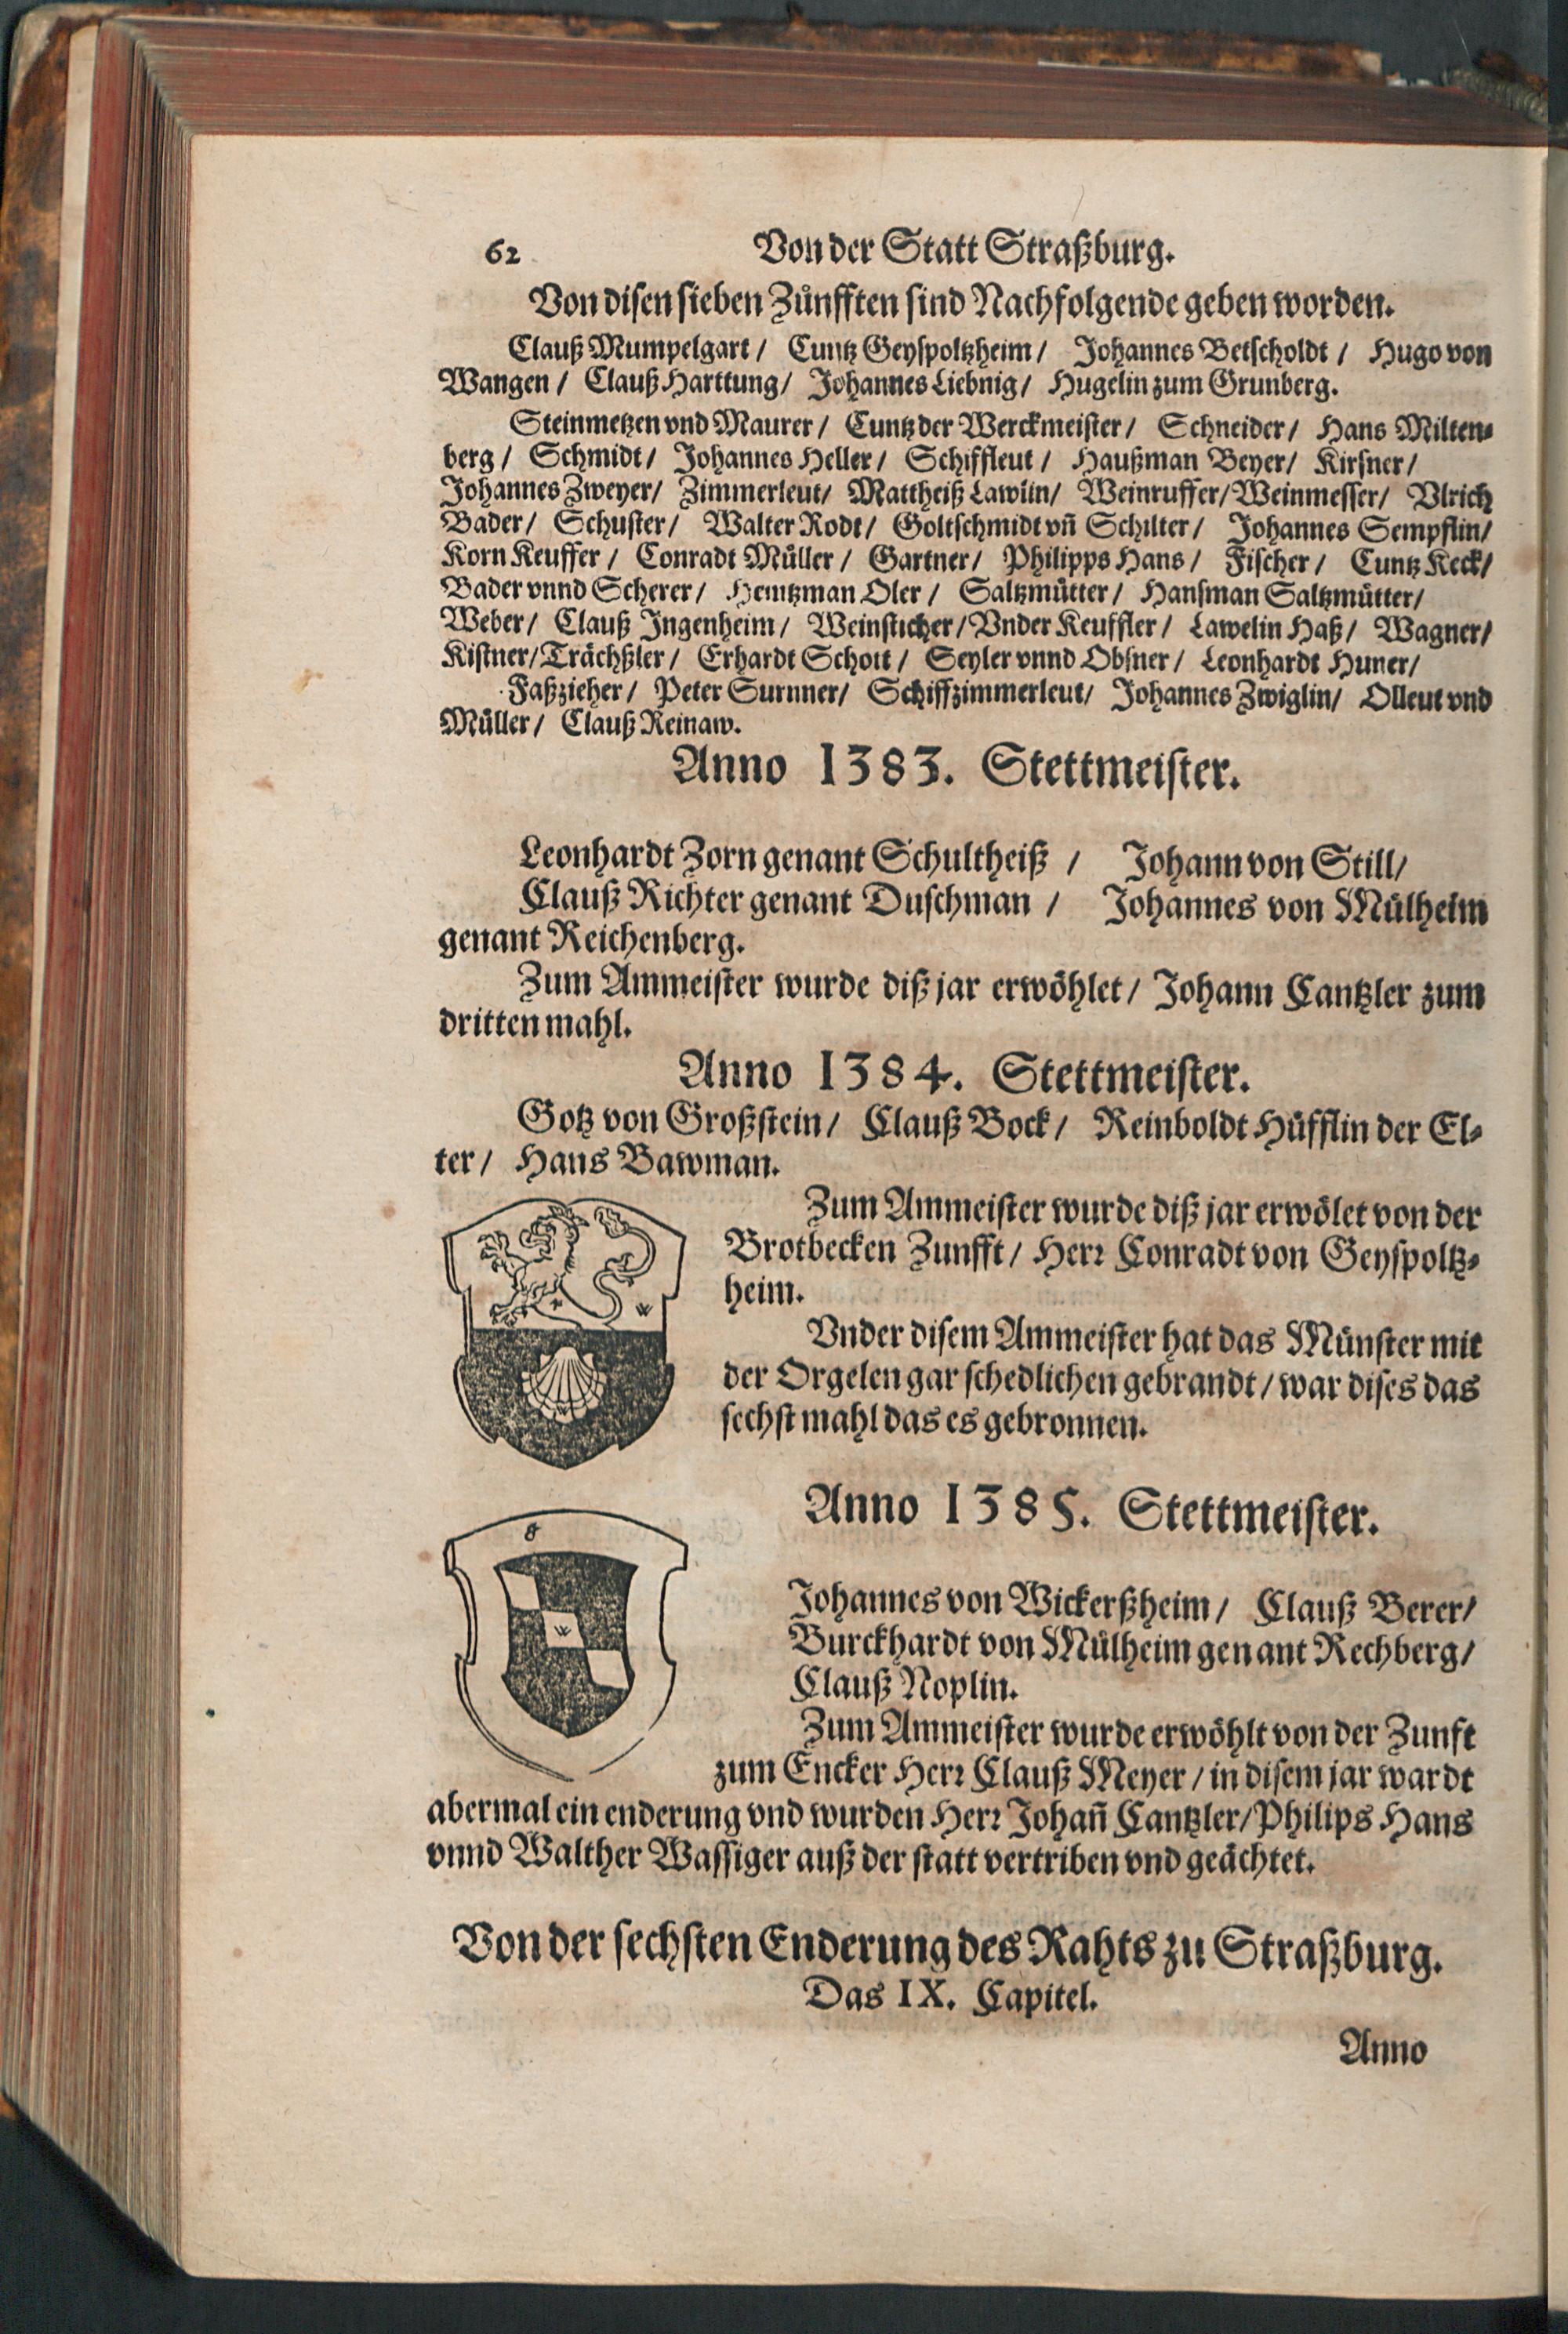 62 Von der Statt Straßburg.
Von disen sieben Zünfften sind Nachfolgende geben worden.
Clauß Mumpelgart / Cuntz Geyspoltzheim / Johannes Betscholdt / Hugo von
Wangen / Clauß Harttung / Johannes Liebnig / Hugelin zum Grunberg.
Steinmetzen vnd Maurer / Cuntz der Werckmeister / Schneider / Hans Milten⸗
berg / Schmidt / Johannes Heller / Schiffleut / Haußman Beyer / Kirsner /
Johannes Zweyer / Zimmerleut / Mattheiß Lawlin / Weinruffer / Weinmesser / Vlrich
Bader / Schuster / Walter Rodt / Goltschmidt vñ Schilter / Johannes Sempflin /
Korn Keuffer / Conradt Müller / Gartner / Philipps Hans / Fischer / Cuntz Keck /
Bader vnnd Scherer / Heintzman Oler / Saltzmütter / Hansman Saltzmütter /
Weber / Clauß Ingenheim / Weinsticher / Vnder Keuffler / Lawelin Haß / Wagner /
Kistner / Trächßler / Erhardt Schott / Seyler vnnd Obsner / Leonhardt Huner /
Faßzieher / Peter Surnner / Schiffzimmerleut / Johannes Zwiglin / Olleut vnd
Müller / Clauß Reinaw.
Anno 1383. Stettmeister.
Leonhardt Zorn genant Schultheiß / Johann von Still /
Clauß Richter genant Duschman / Johannes von Mülheim
genant Reichenberg.
Zum Ammeister wurde diß jar erwöhlet / Johann Cantzler zum
dritten mahl.
Anno 1384. Stettmeister.
Gotz von Großstein / Clauß Bock / Reinboldt Hüfflin der El⸗
ter / Hans Bawman.
Zum Ammeister wurde diß jar erwölet von der
Brotbecken Zunfft / Herr Conradt von Geyspoltz⸗
heim.
Vnder disem Ammeister hat das Münster mit
der Orgelen gar schedlichen gebrandt / war dises das
sechst mahl das es gebronnen.
Anno 1385. Stettmeister.
Johannes von Wickerßheim / Clauß Berer /
Burckhardt von Mülheim genant Rechberg /
Clauß Noplin.
Zum Ammeister wurde erwöhlt von der Zunft
zum Encker Herr Clauß Meyer / in disem jar wardt
abermal ein enderung vnd wurden Herr Johañ Cantzler / Philips Hans
vnnd Walther Wassiger auß der statt vertriben vnd geächtet.
Von der sechsten Enderung des Rahts zu Straßburg.
Das IX. Capitel.
Anno